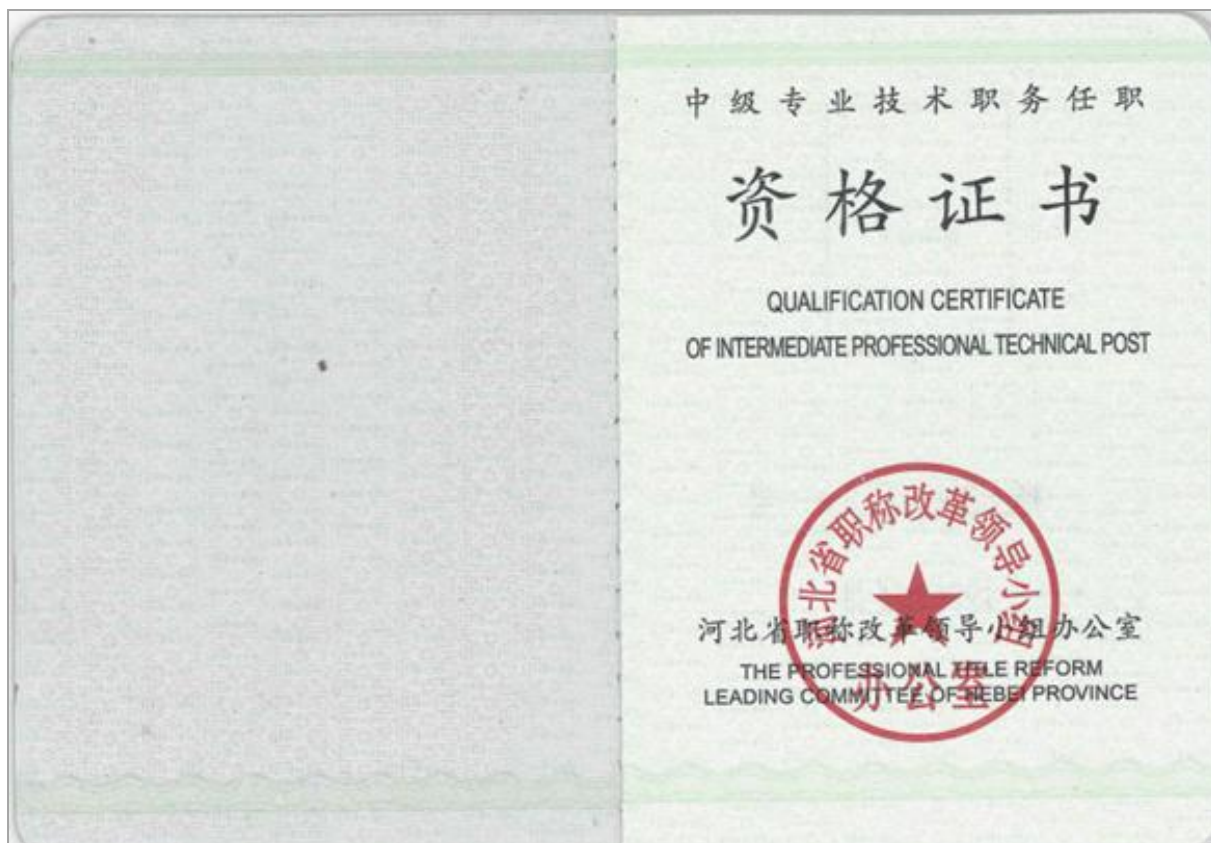 中级专业技术职务任职
资格证书
QUALIFICATION CERTIFICATE
OF INTERMEDIATE PROFESSIONAL TECHNICAL POST
河北省职称改革领导小组
河北省职称改革领导小组办公室
THE PROFESSIONAL TITLE REFORM
LEADING COMMITTEE OF HEBEI PROVINCE
办公室